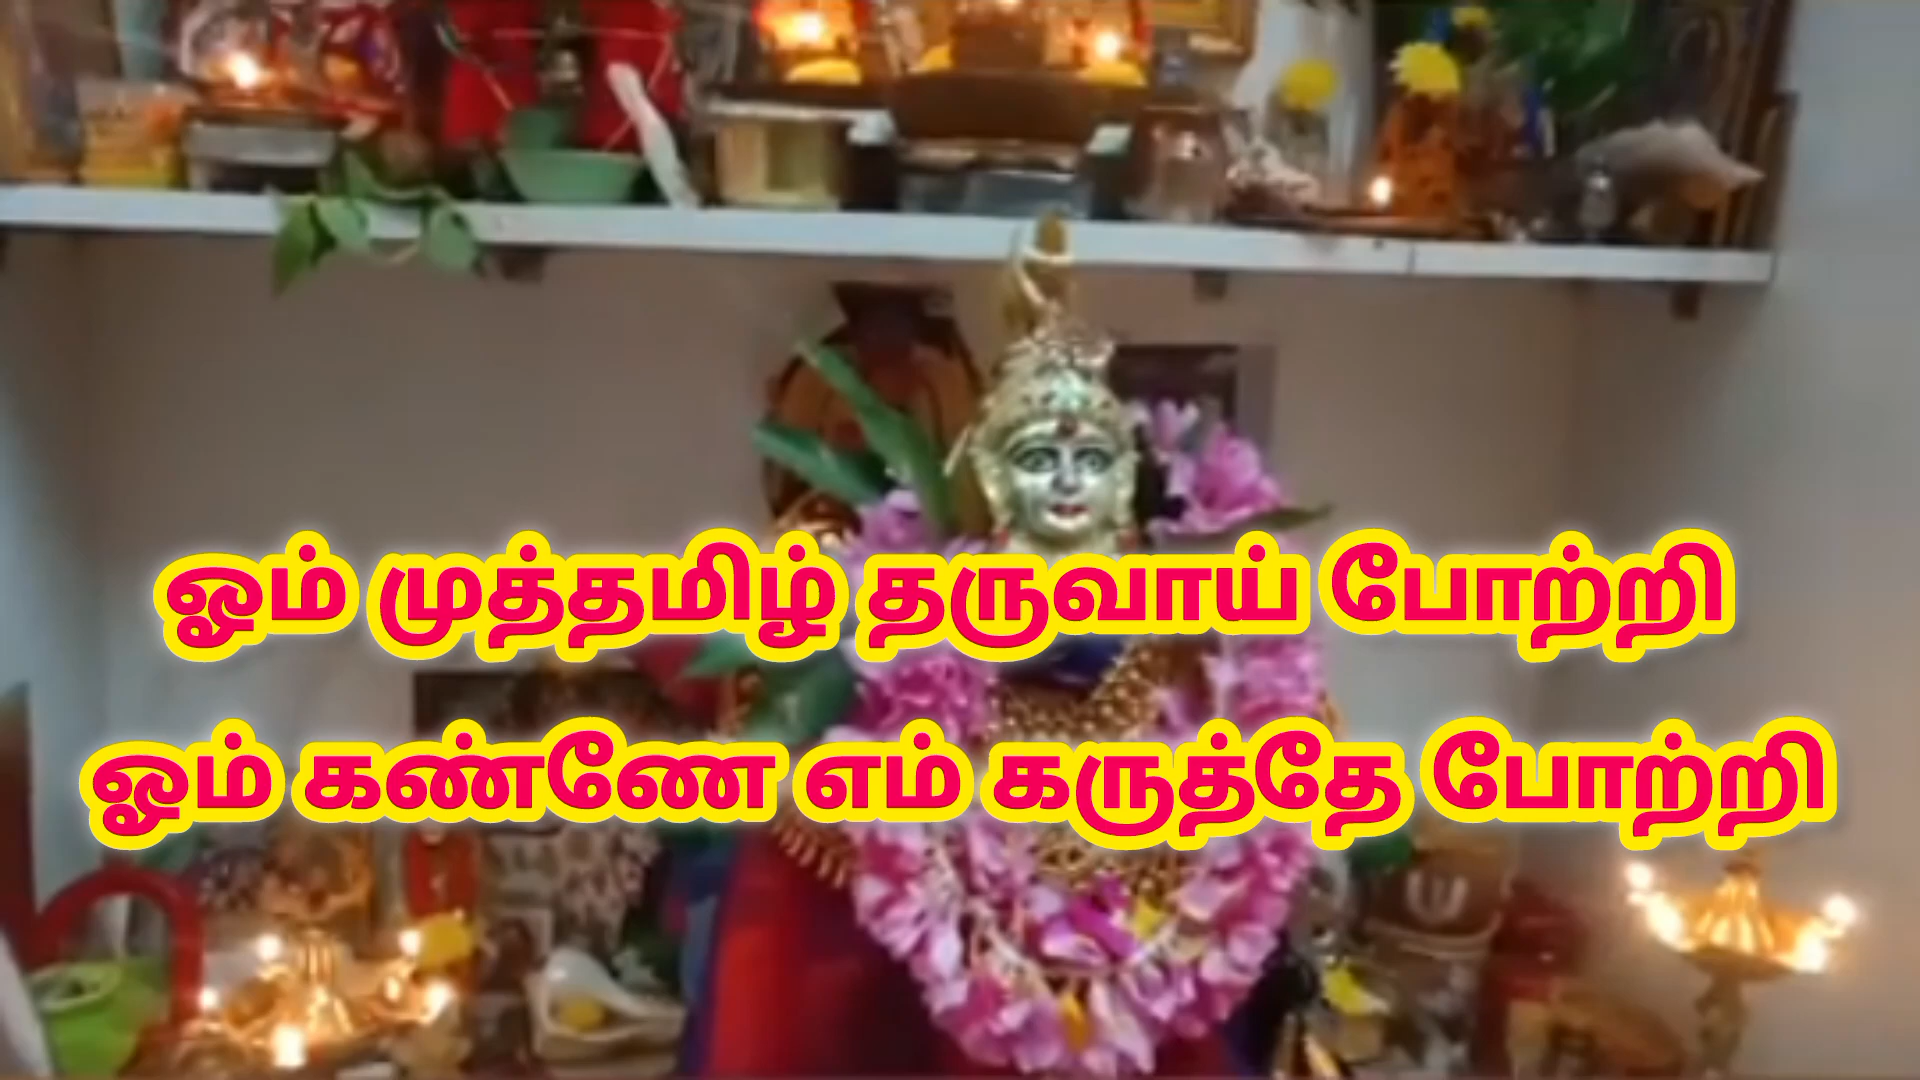 ஓம் முத்தமிழ் தருவாய் போற்றி
ஓம் கண்ணே எம் கருத்தே போற்றி